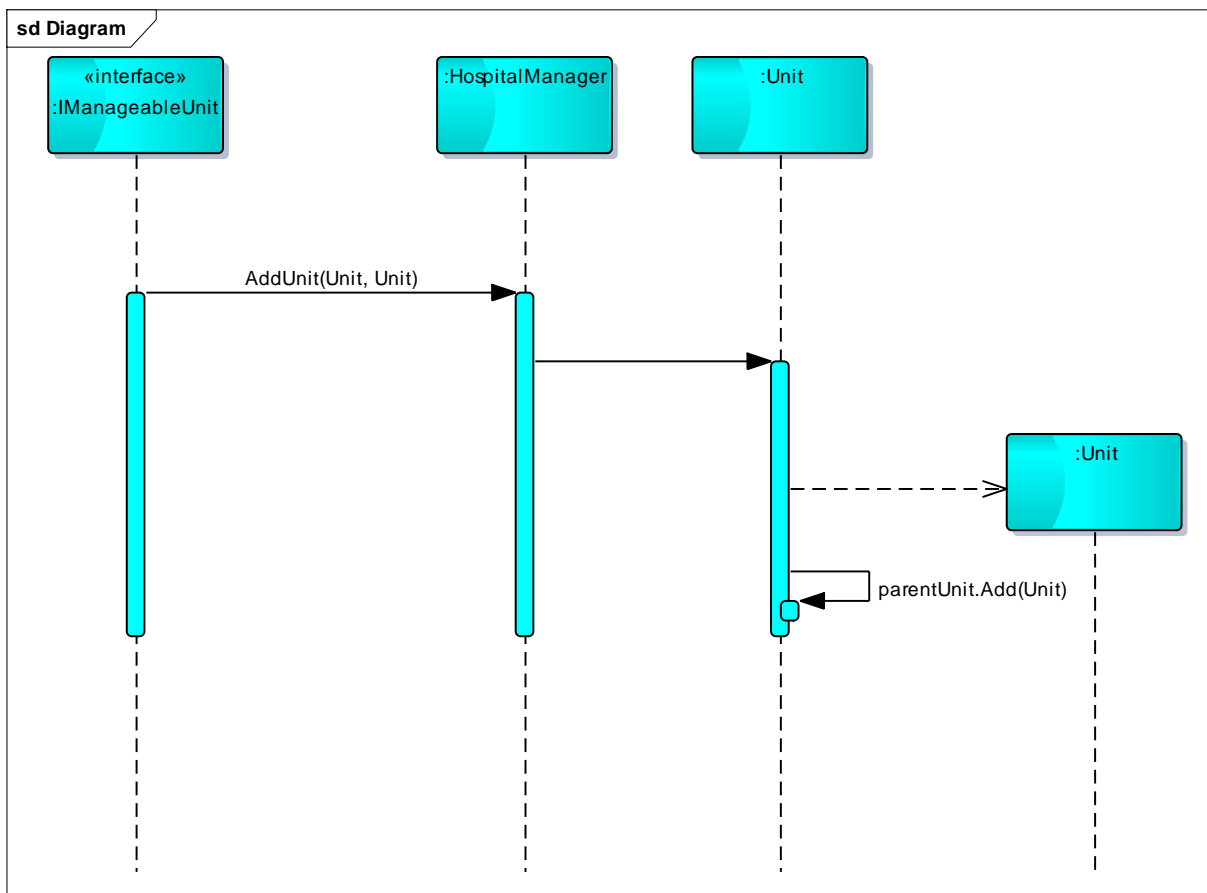 sd Diagram
«interface»
:IManageableUnit
:HospitalManager
:Unit
AddUnit(Unit, Unit)
:Unit
parentUnit.Add(Unit)